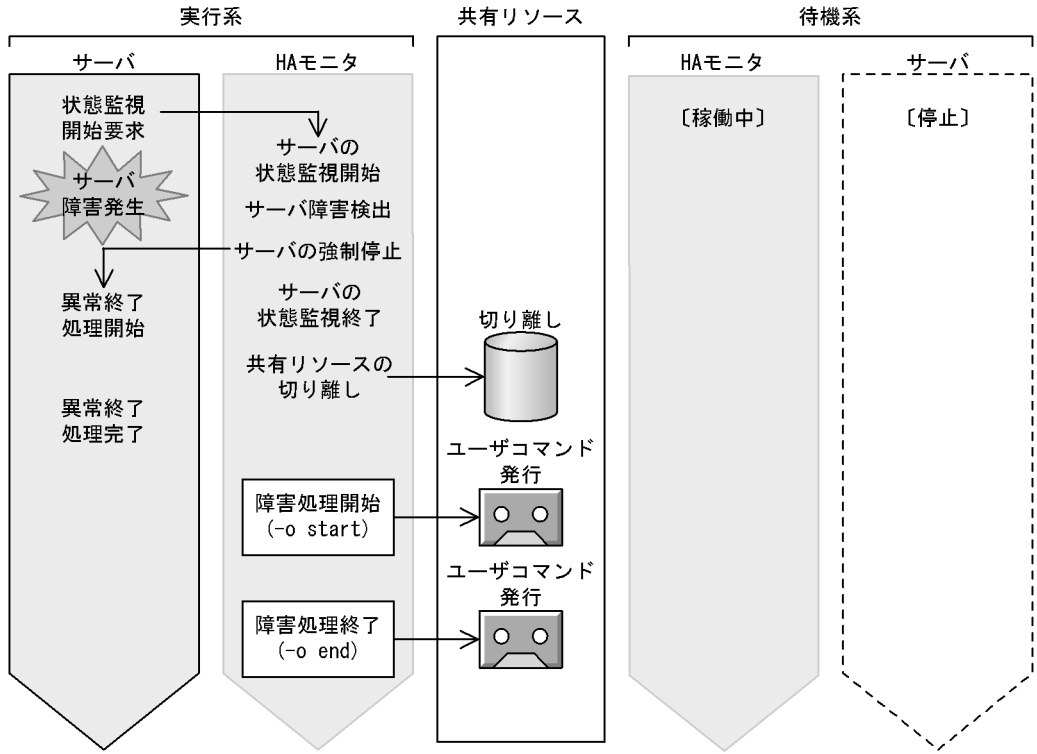 実行系
共有リソース
待機系
サーバ
HAモニタ
HAモニタ
サーバ
状態監視
開始要求
サーバの
状態監視開始
〔稼働中〕
〔停止〕
サーバ
障害発生
サーバ障害検出
サーバの強制停止
異常終了
処理開始
サーバの
状態監視終了
切り離し
共有リソースの
切り離し
異常終了
処理完了
ユーザコマンド
発行
障害処理開始
(-o start)
ユーザコマンド
発行
障害処理終了
(-o end)